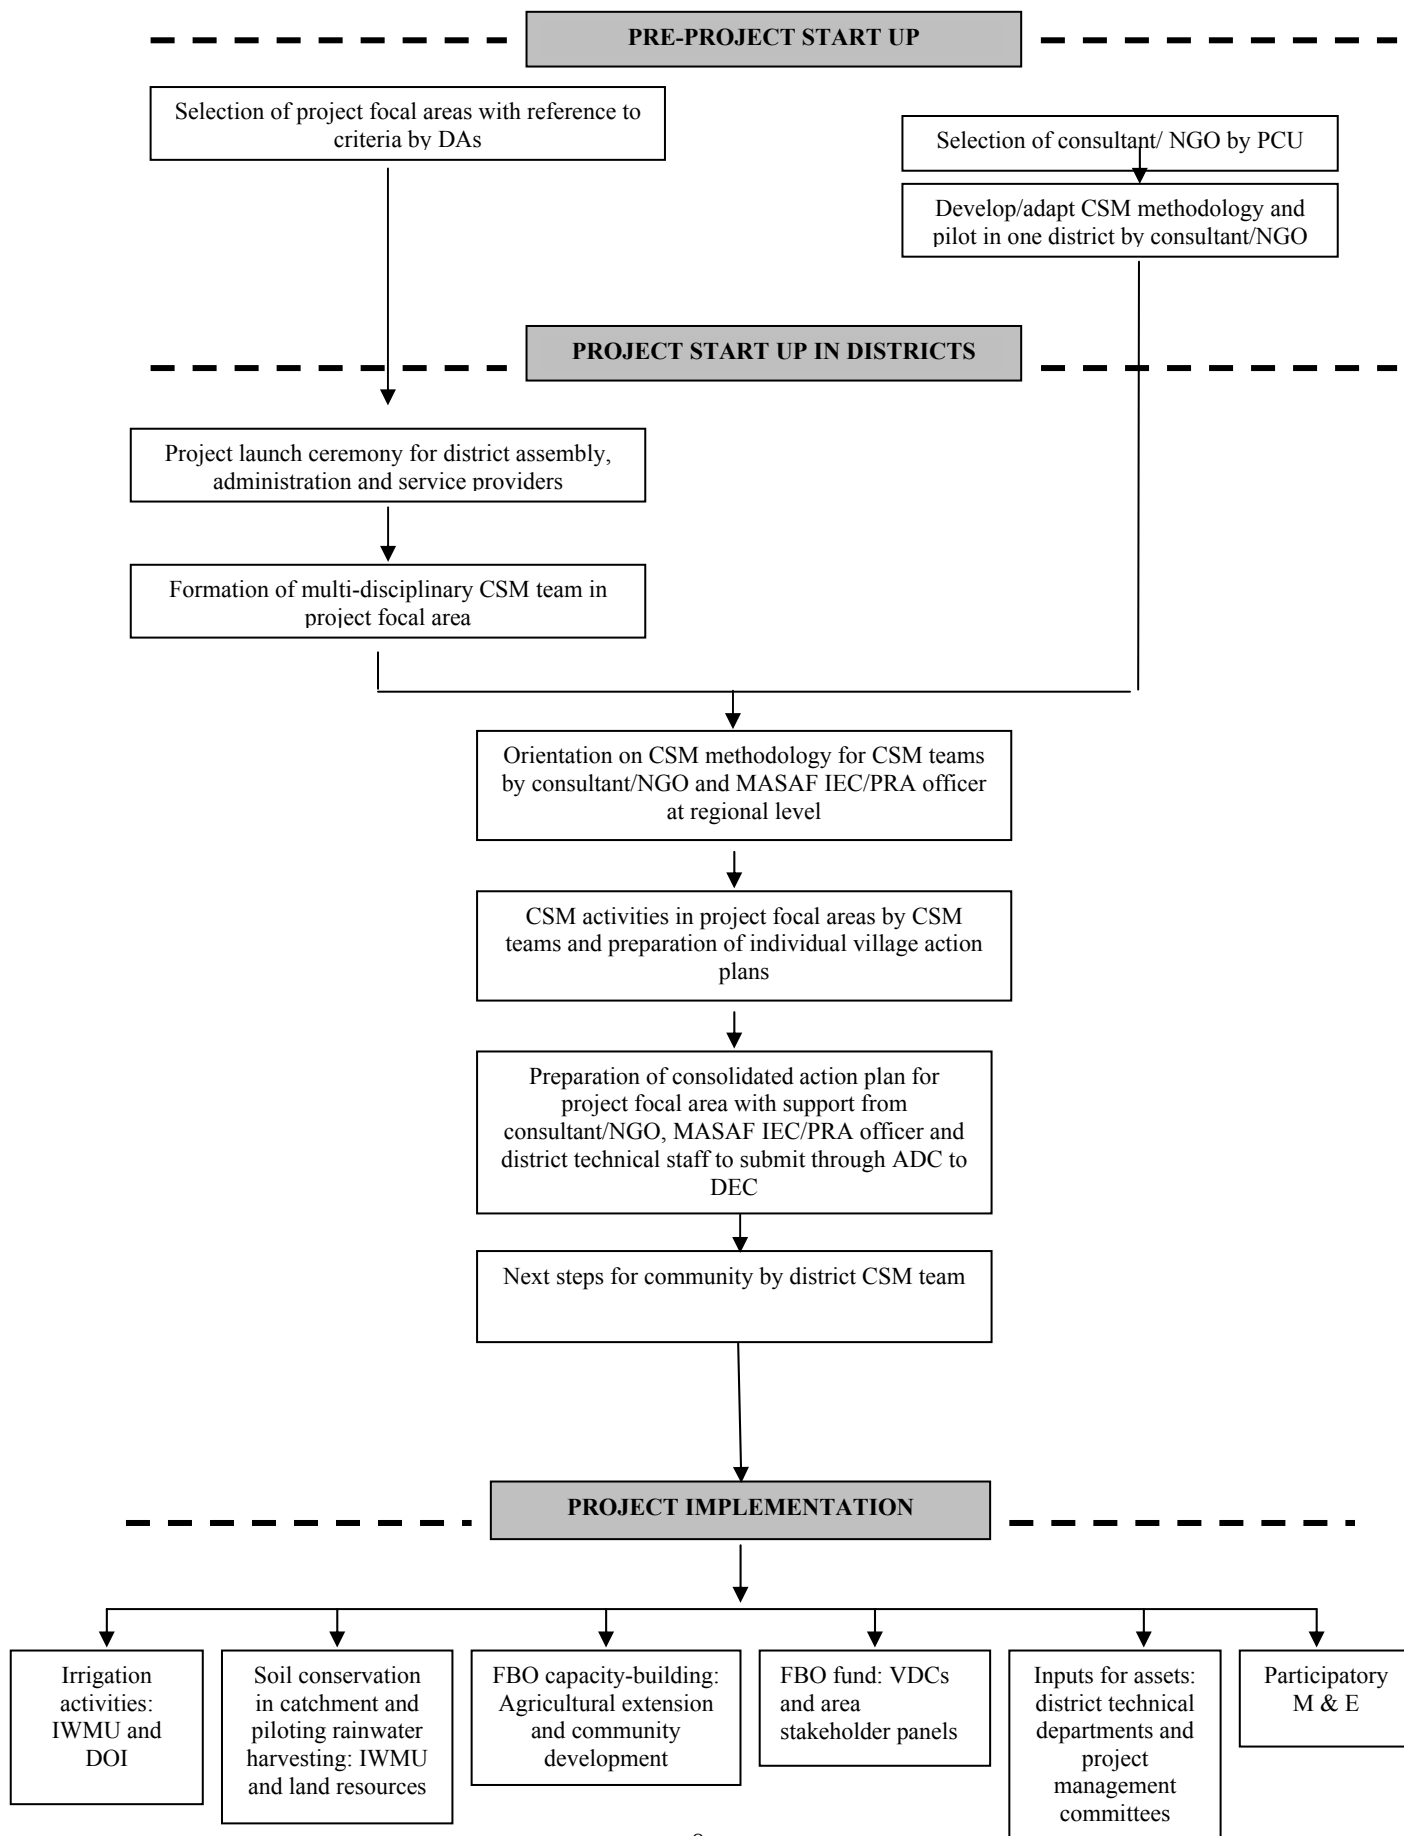 PRE-PROJECT START UP
Selection of project focal areas with reference to
criteria by DAs
Selection of consultant/ NGO by PCU
Develop/adapt CSM methodology and
pilot in one district by consultant/NGO
PROJECT START UP IN DISTRICTS
Project launch ceremony for district assembly,
administration and service providers
Formation of multi-disciplinary CSM team in
project focal area
Orientation on CSM methodology for CSM teams
by consultant/NGO and MASAF IEC/PRA officer
at regional level
CSM activities in project focal areas by CSM
teams and preparation of individual village action
plans
Preparation of consolidated action plan for
project focal area with support from
consultant/NGO, MASAF IEC/PRA officer and
district technical staff to submit through ADC to
DEC
Next steps for community by district CSM team
PROJECT IMPLEMENTATION
Irrigation
activities:
IWMU and
DOI
Soil conservation
in catchment and
piloting rainwater
harvesting: IWMU
and land resources
FBO capacity-building:
Agricultural extension
and community
development
FBO fund: VDCs
and area
stakeholder panels
Inputs for assets:
district technical
departments and
project
management
committees
Participatory
M & E